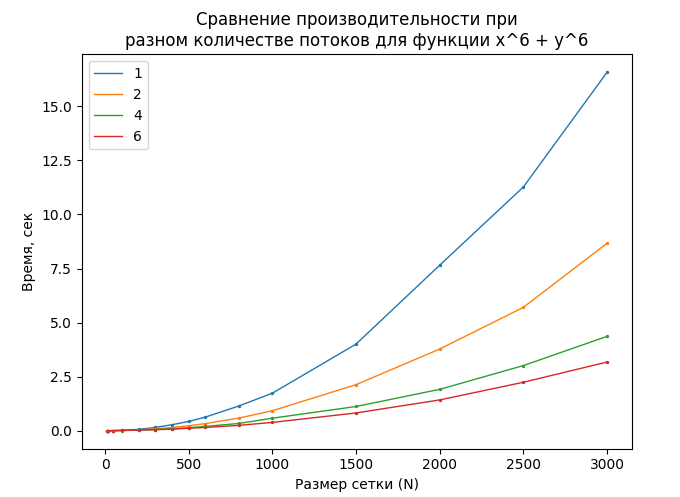 Сравнение производительности при
разном количестве потоков для функции x^6 + y^6
1
2
4
6
Время, сек
15.0
12.5
10.0
7.5
5.0
2.5
0.0
0 500 1000 1500 2000 2500 3000
Размер сетки (N)